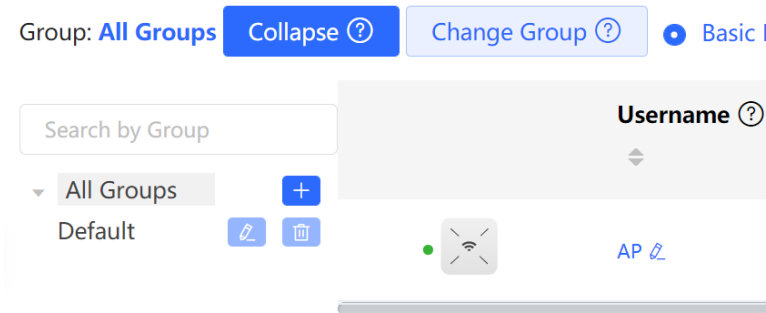 Group: All Groups Collapse ? Change Group ? Basic
Search by Group
Username ?
All Groups
Default
AP